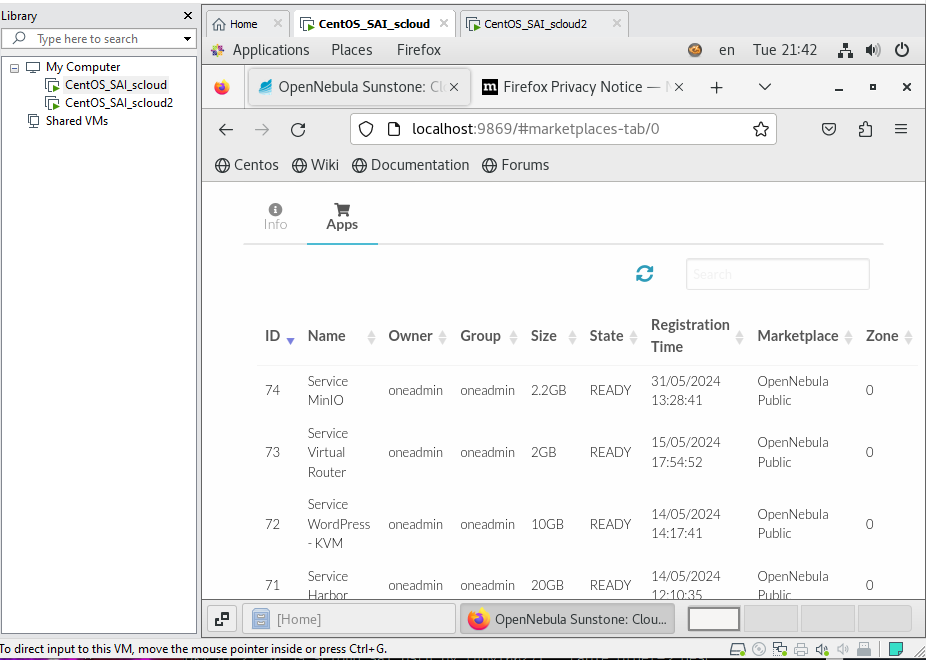 Library
Type here to search
My Computer
CentOS_SAI_scloud
CentOS_SAI_scloud2
Shared VMs
Home CentOS_SAI_scloud CentOS_SAI_scloud2
Applications Places Firefox en Tue 21:42
OpenNebula Sunstone: Cl Firefox Privacy Notice —
localhost:9869/#marketplaces-tab/0
Centos Wiki Documentation Forums
Info Apps
Search
ID Name Owner Group Size State Registration Time Marketplace Zone
74 Service MinIO oneadmin oneadmin 2.2GB READY 31/05/2024 13:28:41 OpenNebula Public 0
73 Service Virtual Router oneadmin oneadmin 2GB READY 15/05/2024 17:54:52 OpenNebula Public 0
72 Service WordPress - KVM oneadmin oneadmin 10GB READY 14/05/2024 14:17:41 OpenNebula Public 0
71 Service Harbor oneadmin oneadmin 20GB READY 14/05/2024 12:10:35 OpenNebula Public 0
[Home] OpenNebula Sunstone: Clou...
To direct input to this VM, move the mouse pointer inside or press Ctrl+G.